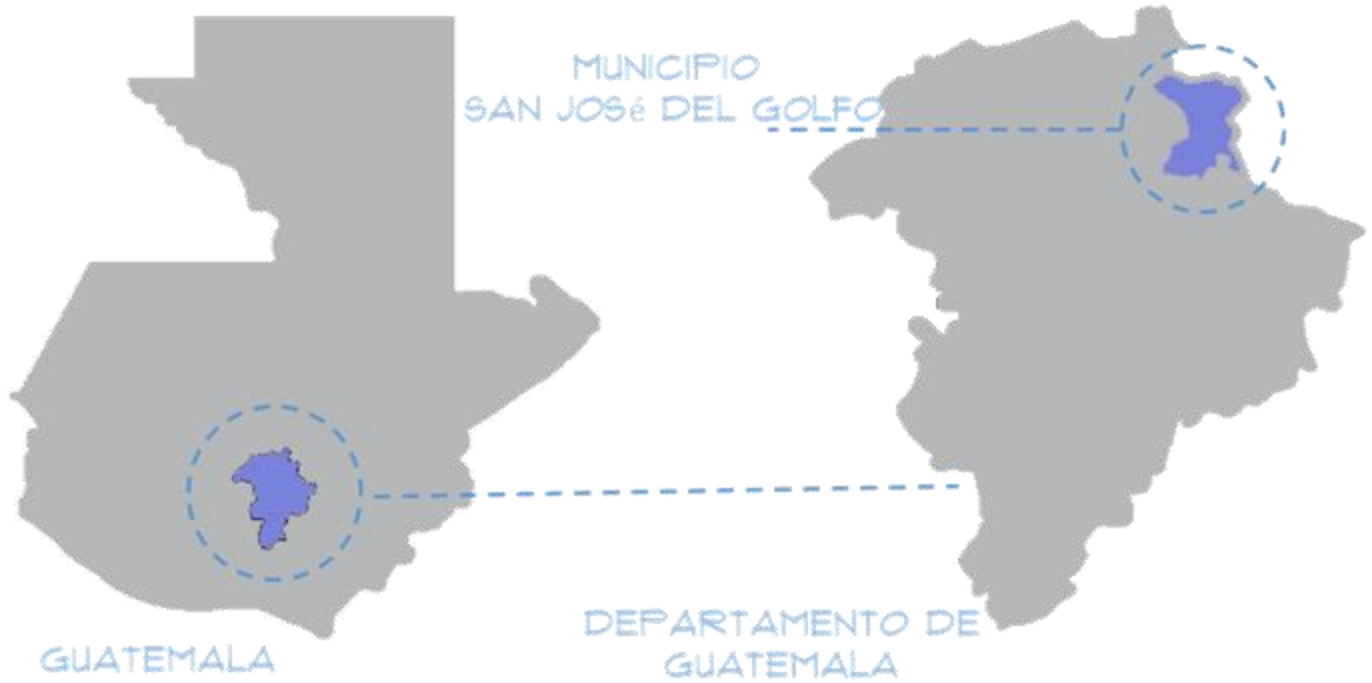 MUNICIPIO
SAN JOSé DEL GOLFO
DEPARTAMENTO DE
GUATEMALA
GUATEMALA